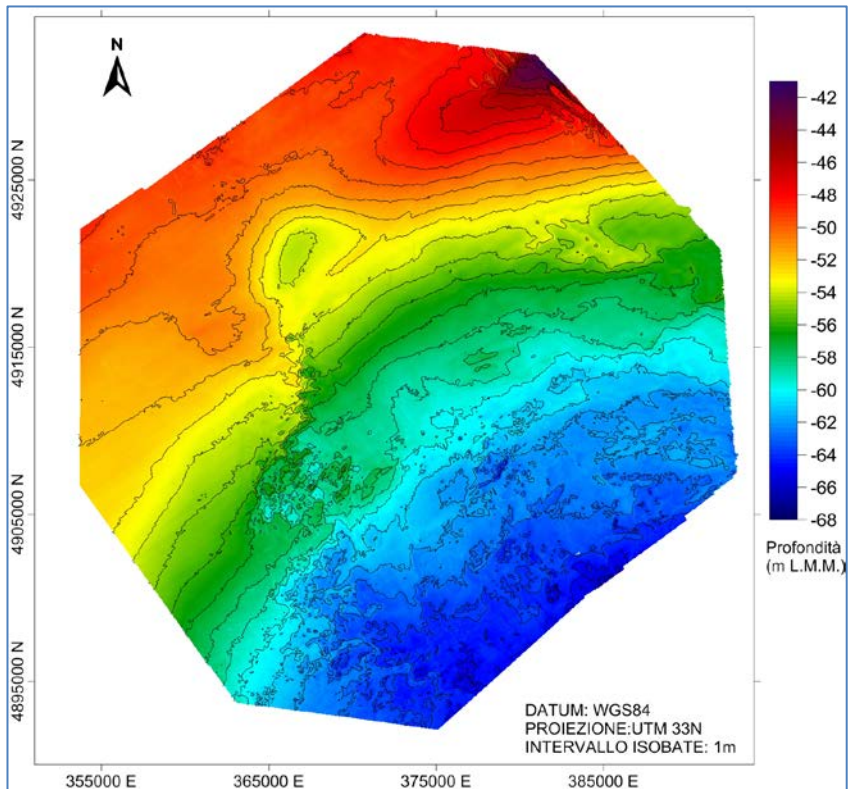 N
-42
-44
-46
-48
-50
-52
-54
-56
-58
-60
-62
-64
-66
-68
Profondità
(m L.M.M.)
4925000 N
4915000 N
4905000 N
4895000 N
DATUM: WGS84
PROIEZIONE:UTM 33N
INTERVALLO ISOBATE: 1m
355000 E
365000 E
375000 E
385000 E